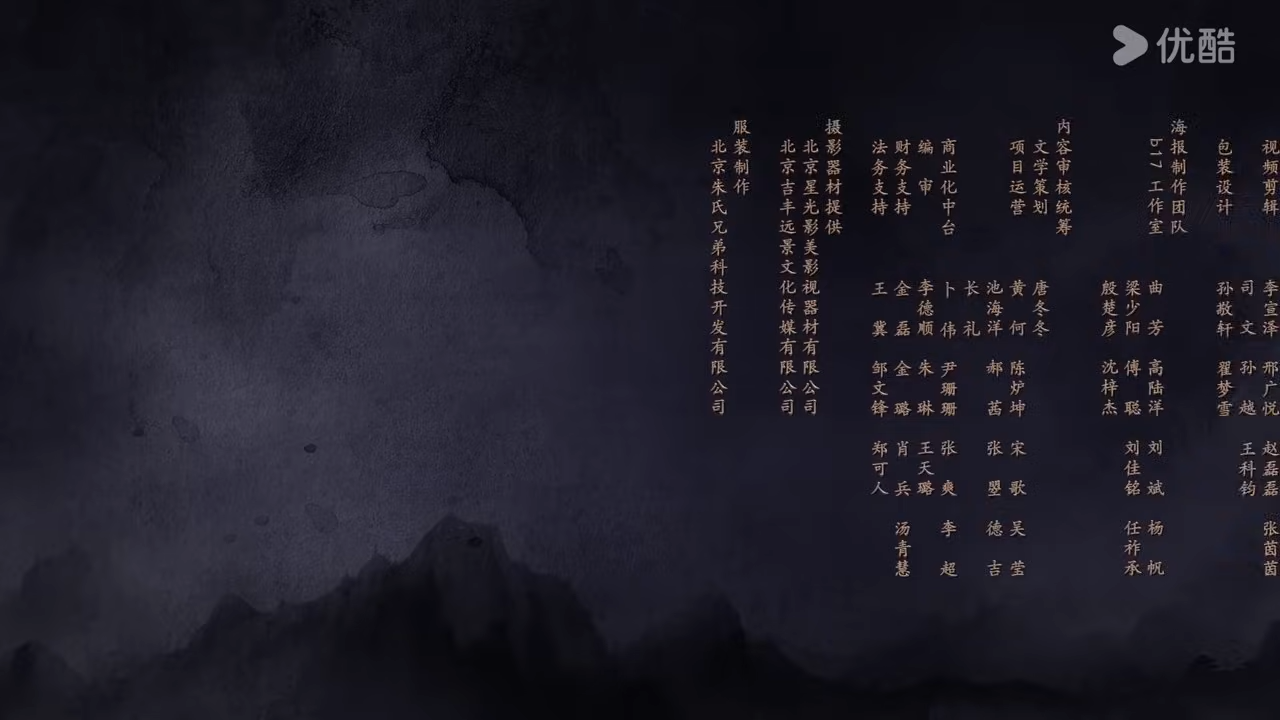 优酷
视频剪辑
李宣泽 邢广悦 赵磊磊 张茵茵
司文 孙越 王科钧
包装设计
孙散轩 翟梦雪
海报制作团队
b17工作室
曲芳 高陆洋 刘斌 杨帆
梁少阳 傅聪 刘佳铭 任祚承
殷楚彦 沈梓杰
内容审核统筹
文学策划
唐冬冬
项目运营
黄何 陈炉坤 宋歌 吴莹
池海洋 郝茜 张曌 德吉
长礼
商业化中台
卜伟 尹珊珊 张爽 李超
编审
李德顺 朱琳 王天璐
财务支持
金磊 金璐 肖兵 汤青慧
法务支持
王冀 邹文锋 郑可人
摄影器材提供
北京星光影美影视器材有限公司
北京吉丰远景文化传媒有限公司
服装制作
北京朱氏兄弟科技开发有限公司